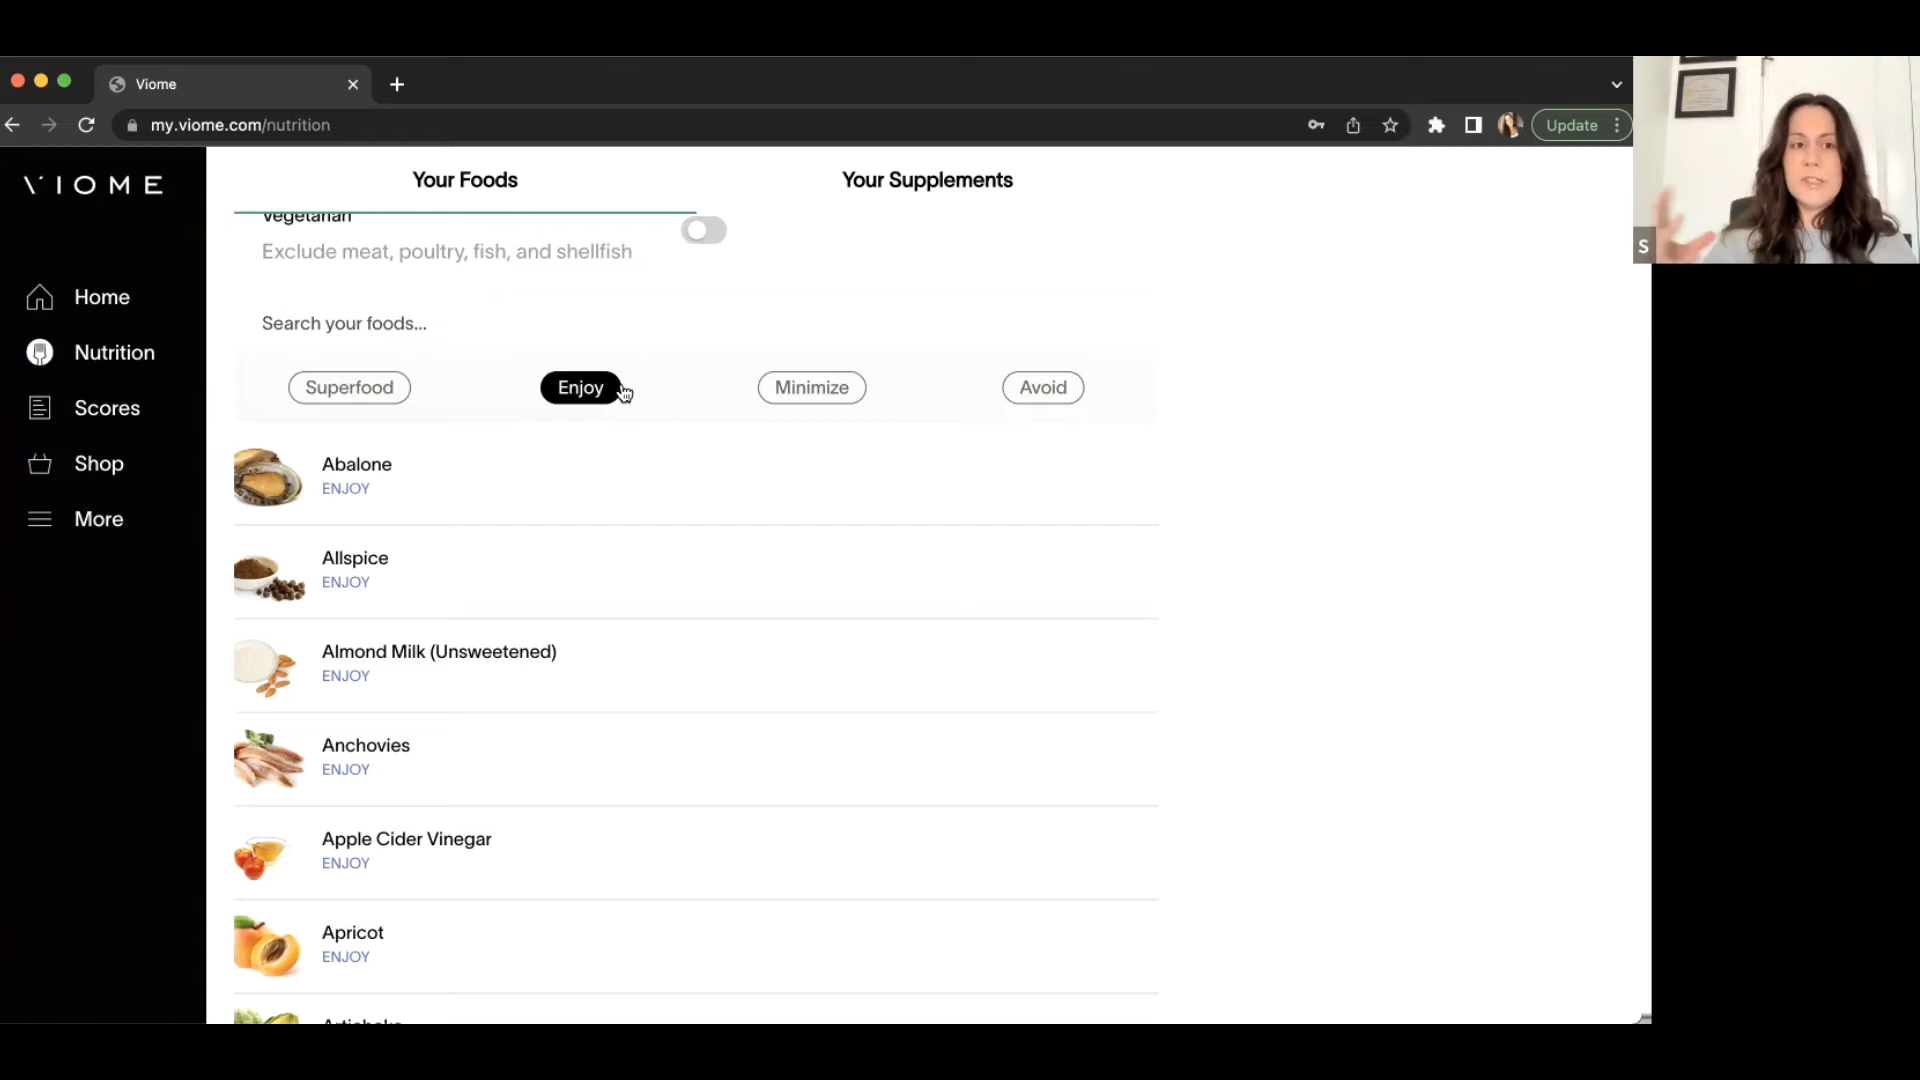 Viome
my.viome.com/nutrition
Update
VIOME
Home
Nutrition
Scores
Shop
More
Your Foods
Your Supplements
Vegetarian
Exclude meat, poultry, fish, and shellfish
Search your foods...
Superfood
Enjoy
Minimize
Avoid
Abalone
ENJOY
Allspice
ENJOY
Almond Milk (Unsweetened)
ENJOY
Anchovies
ENJOY
Apple Cider Vinegar
ENJOY
Apricot
ENJOY
S